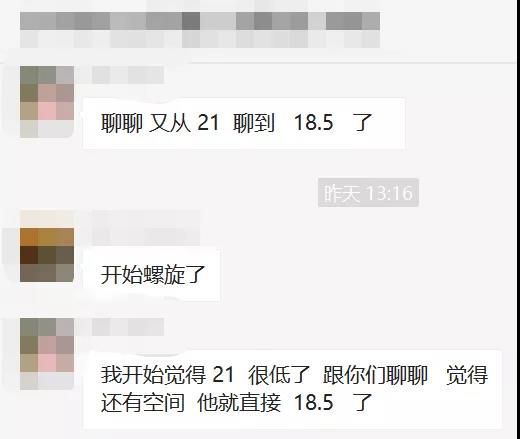 聊聊 又从 21 聊到 18.5 了
昨天 13:16
开始螺旋了
我开始觉得 21 很低了 跟你们聊聊 觉得
还有空间 他就直接 18.5 了